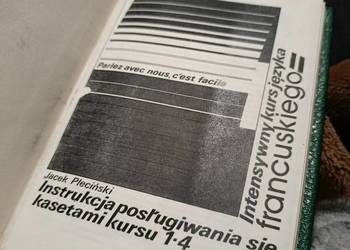 Parlez avec nous, c'est facile
Intensywny kurs języka
francuskiego
Jacek Pleciński
Instrukcja posługiwania się
kasetami kursu 1-4